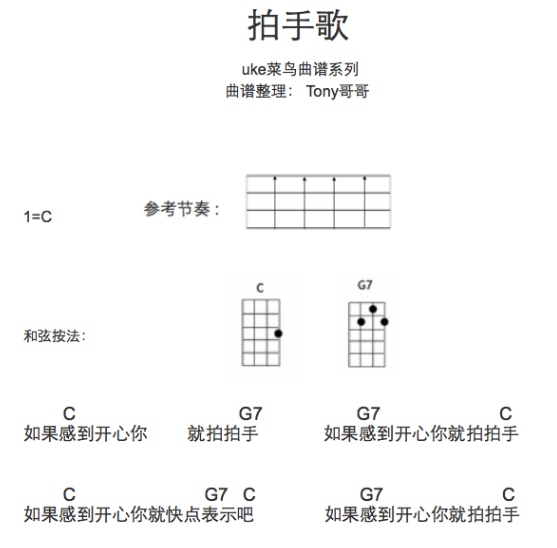 拍手歌
uke菜鸟曲谱系列
曲谱整理： Tony哥哥
1=C
参考节奏：
C G7
和弦按法：
C G7 G7 C
如果感到开心你 就拍拍手 如果感到开心你就拍拍手
C G7 C G7 C
如果感到开心你就快点表示吧 如果感到开心你就拍拍手